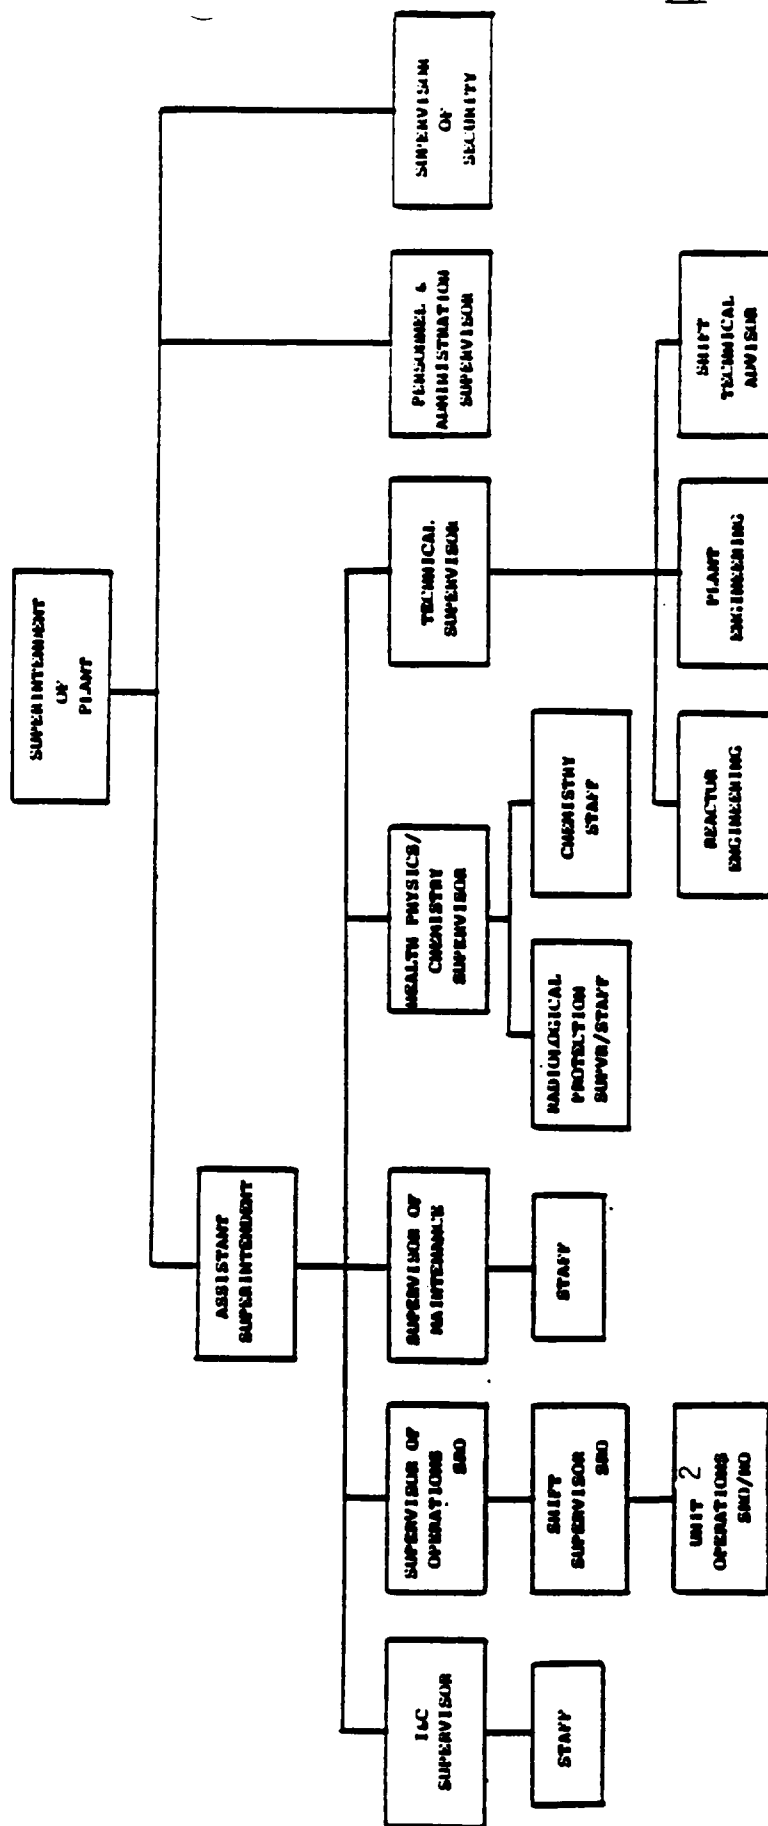 SUPERINTENDENT
OF
PLANT
ASSISTANT
SUPERINTENDENT
I&C
SUPERVISOR
SUPERVISOR OF
OPERATIONS
SRO
SUPERVISOR OF
MAINTENANCE
HEALTH PHYSICS/
CHEMISTRY
SUPERVISOR
TECHNICAL
SUPERVISOR
PERSONNEL &
ADMINISTRATION
SUPERVISOR
SUPERVISOR
OF
SECURITY
STAFF
SHIFT
SUPERVISOR
SRO
STAFF
RADIOLOGICAL
PROTECTION
SUPVR/STAFF
CHEMISTRY
STAFF
UNIT 2
OPERATIONS
SRO/RO
REACTOR
ENGINEERING
PLANT
ENGINEERING
SHIFT
TECHNICAL
ADVISOR